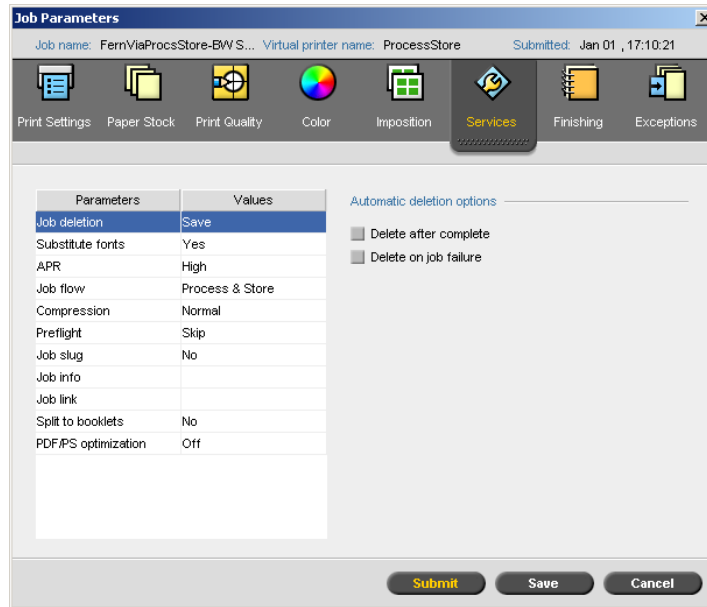 Job Parameters
Job name: FernViaProcsStore-BW S... Virtual printer name: ProcessStore Submitted: Jan 01 , 17:10:21
Print Settings Paper Stock Print Quality Color Imposition Services Finishing Exceptions
Parameters Values
Automatic deletion options
Job deletion Save
Delete after complete
Substitute fonts Yes
Delete on job failure
APR High
Job flow Process & Store
Compression Normal
Preflight Skip
Job slug No
Job info
Job link
Split to booklets No
PDF/PS optimization Off
Submit Save Cancel